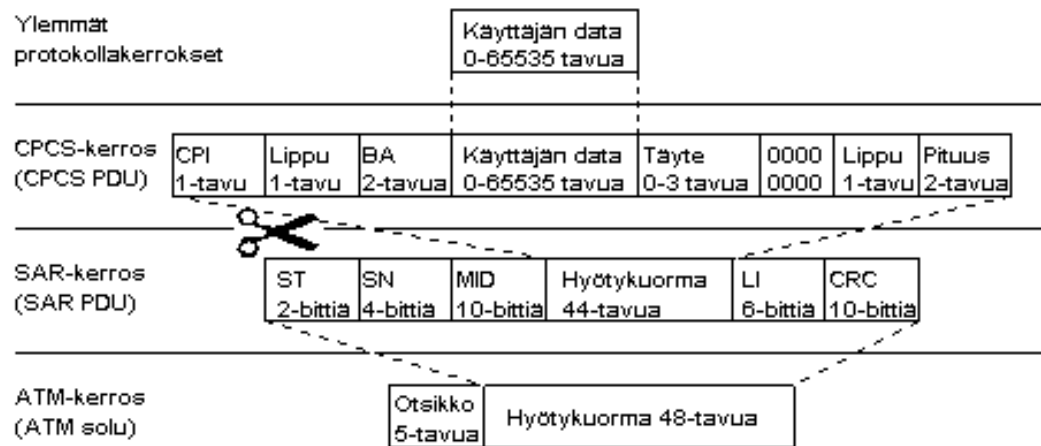 Ylemmät
protokollakerrokset
Käyttäjän data
0-65535 tavua
CPCS-kerros
(CPCS PDU)
CPI
1-tavu
Lippu
1-tavu
BA
2-tavua
Käyttäjän data
0-65535 tavua
Täyte
0-3 tavua
0000
0000
Lippu
1-tavu
Pituus
2-tavua
SAR-kerros
(SAR PDU)
ST
2-bittiä
SN
4-bittiä
MID
10-bittiä
Hyötykuorma
44-tavua
LI
6-bittiä
CRC
10-bittiä
ATM-kerros
(ATM solu)
Otsikko
5-tavua
Hyötykuorma 48-tavua